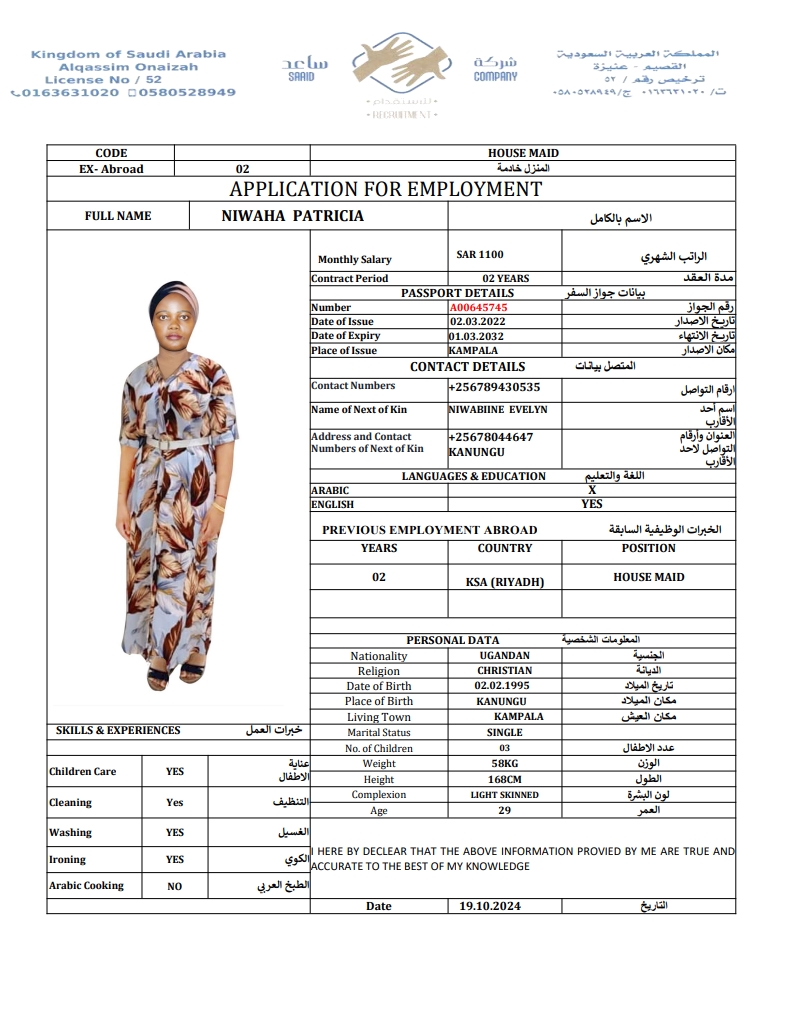 Kingdom of Saudi Arabia
Alqassim Onaizah
License No / 52
0163631020 0580528949
ساعد شركة
SAAID COMPANY
للاستقدام
• RECRUITMENT •
المملكة العربية السعودية
القصيم - عنيزة
ترخيص رقم / ٥٢
ت/ ٠١٦٣٦٣١٠٢٠ ج/٠٥٨٠٥٢٨٩٤٩
CODE HOUSE MAID
EX- Abroad 02 المنزل خادمة
APPLICATION FOR EMPLOYMENT
FULL NAME NIWAHA PATRICIA الاسم بالكامل
Monthly Salary SAR 1100 الراتب الشهري
Contract Period 02 YEARS مدة العقد
PASSPORT DETAILS بيانات جواز السفر
Number A00645745 رقم الجواز
Date of Issue 02.03.2022 تاريخ الاصدار
Date of Expiry 01.03.2032 تاريخ الانتهاء
Place of Issue KAMPALA مكان الاصدار
CONTACT DETAILS المتصل بيانات
Contact Numbers +256789430535 ارقام التواصل
Name of Next of Kin NIWABIINE EVELYN اسم أحد
الأقارب
Address and Contact +25678044647 العنوان وأرقام
Numbers of Next of Kin KANUNGU التواصل لاحد
الأقارب
LANGUAGES & EDUCATION اللغة والتعليم
ARABIC X
ENGLISH YES
PREVIOUS EMPLOYMENT ABROAD الخبرات الوظيفية السابقة
YEARS COUNTRY POSITION
02 KSA (RIYADH) HOUSE MAID
PERSONAL DATA المعلومات الشخصية
Nationality UGANDAN الجنسية
Religion CHRISTIAN الديانة
Date of Birth 02.02.1995 تاريخ الميلاد
Place of Birth KANUNGU مكان الميلاد
Living Town KAMPALA مكان العيش
Marital Status SINGLE
No. of Children 03 عدد الاطفال
Weight 58KG الوزن
Height 168CM الطول
Complexion LIGHT SKINNED لون البشرة
Age 29 العمر
SKILLS & EXPERIENCES خبرات العمل
Children Care YES عناية
الاطفال
Cleaning Yes التنظيف
Washing YES الغسيل
Ironing YES الكوي
Arabic Cooking NO الطبخ العربي
I HERE BY DECLEAR THAT THE ABOVE INFORMATION PROVIED BY ME ARE TRUE AND
ACCURATE TO THE BEST OF MY KNOWLEDGE
Date 19.10.2024 التاريخ